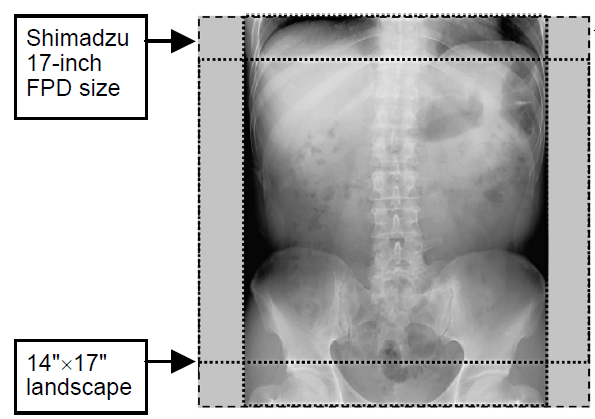 Shimadzu
17-inch
FPD size
14"×17"
landscape